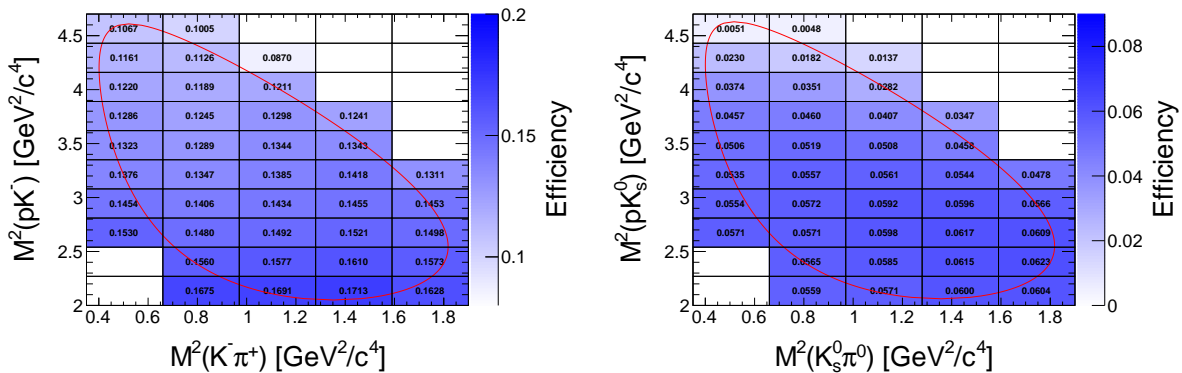 0.2
0.15
0.1
Efficiency
4.5
4
3.5
3
2.5
2
M²(pK⁻) [GeV²/c⁴]
0.1067 0.1005
0.1161 0.1126 0.0870
0.1220 0.1189 0.1211
0.1286 0.1245 0.1298 0.1241
0.1323 0.1289 0.1344 0.1343
0.1376 0.1347 0.1385 0.1418 0.1311
0.1454 0.1406 0.1434 0.1455 0.1453
0.1530 0.1480 0.1492 0.1521 0.1498
0.1560 0.1577 0.1610 0.1573
0.1675 0.1691 0.1713 0.1628
0.4 0.6 0.8 1 1.2 1.4 1.6 1.8
M²(K⁻π⁺) [GeV²/c⁴]
0.08
0.06
0.04
0.02
0
Efficiency
4.5
4
3.5
3
2.5
2
M²(pK⁰ₛ) [GeV²/c⁴]
0.0051 0.0048
0.0230 0.0182 0.0137
0.0374 0.0351 0.0282
0.0457 0.0460 0.0407 0.0347
0.0506 0.0519 0.0508 0.0458
0.0535 0.0557 0.0561 0.0544 0.0478
0.0554 0.0572 0.0592 0.0596 0.0566
0.0571 0.0571 0.0598 0.0617 0.0609
0.0565 0.0585 0.0615 0.0623
0.0559 0.0571 0.0600 0.0604
0.4 0.6 0.8 1 1.2 1.4 1.6 1.8
M²(K⁰ₛπ⁰) [GeV²/c⁴]